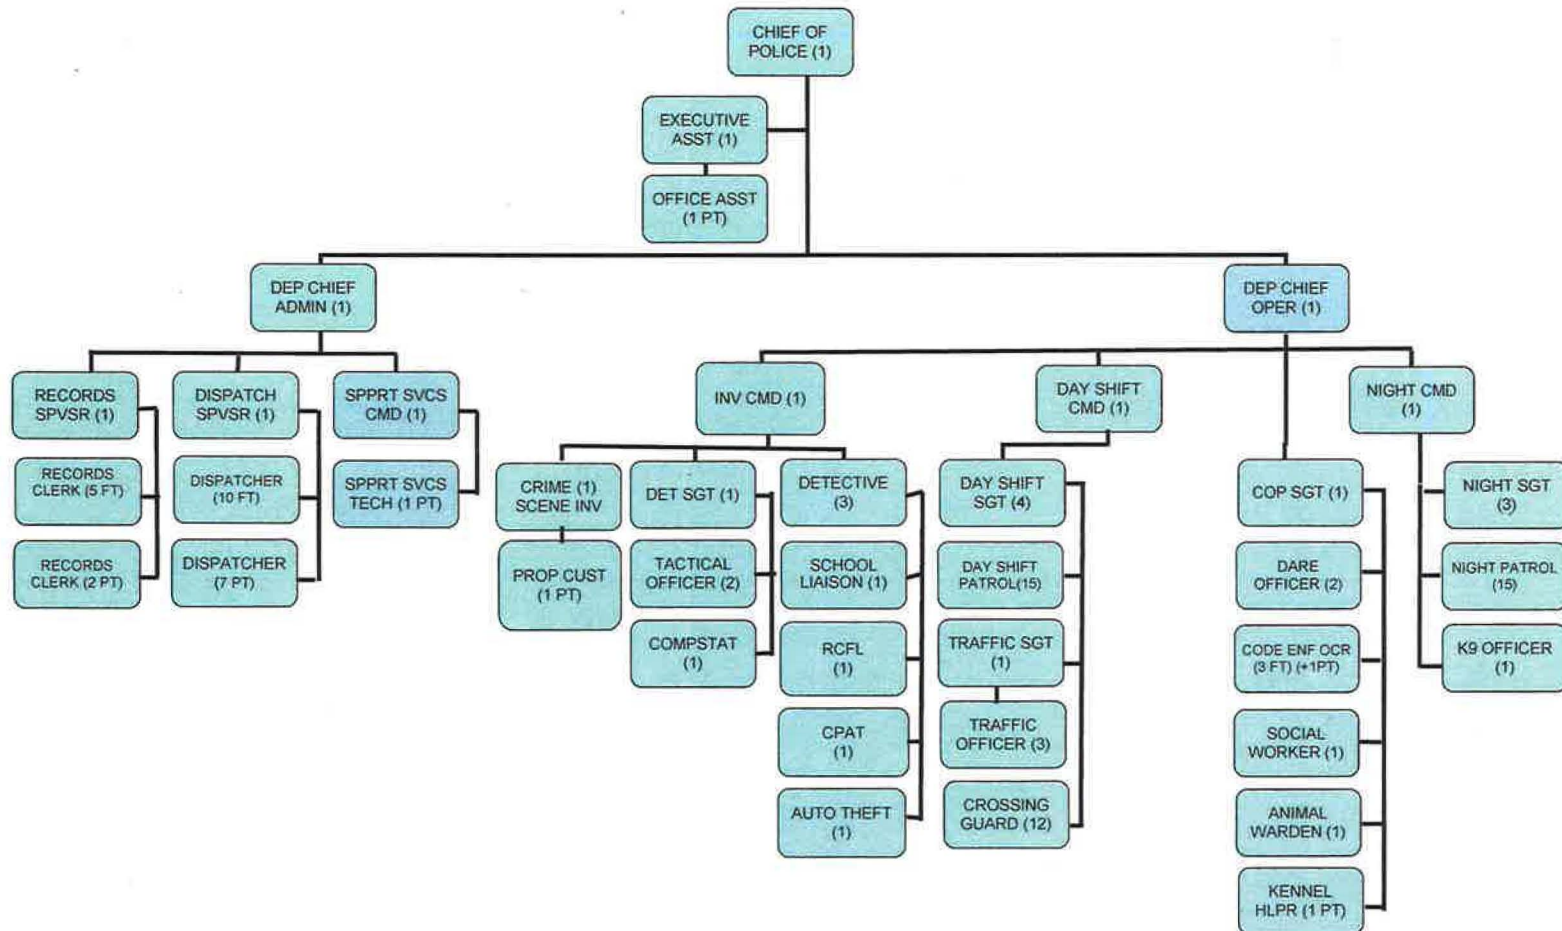 CHIEF OF
POLICE (1)
EXECUTIVE
ASST (1)
OFFICE ASST
(1 PT)
DEP CHIEF
ADMIN (1)
DEP CHIEF
OPER (1)
RECORDS
SPVSR (1)
RECORDS
CLERK (5 FT)
RECORDS
CLERK (2 PT)
DISPATCH
SPVSR (1)
DISPATCHER
(10 FT)
DISPATCHER
(7 PT)
SPPRT SVCS
CMD (1)
SPPRT SVCS
TECH (1 PT)
INV CMD (1)
CRIME (1)
SCENE INV
PROP CUST
(1 PT)
DET SGT (1)
TACTICAL
OFFICER (2)
COMPSTAT
(1)
DETECTIVE
(3)
SCHOOL
LIAISON (1)
RCFL
(1)
CPAT
(1)
AUTO THEFT
(1)
DAY SHIFT
CMD (1)
DAY SHIFT
SGT (4)
DAY SHIFT
PATROL(15)
TRAFFIC SGT
(1)
TRAFFIC
OFFICER (3)
CROSSING
GUARD (12)
COP SGT (1)
DARE
OFFICER (2)
CODE ENF OCR
(3 FT) (+1PT)
SOCIAL
WORKER (1)
ANIMAL
WARDEN (1)
KENNEL
HLPR (1 PT)
NIGHT CMD
(1)
NIGHT SGT
(3)
NIGHT PATROL
(15)
K9 OFFICER
(1)